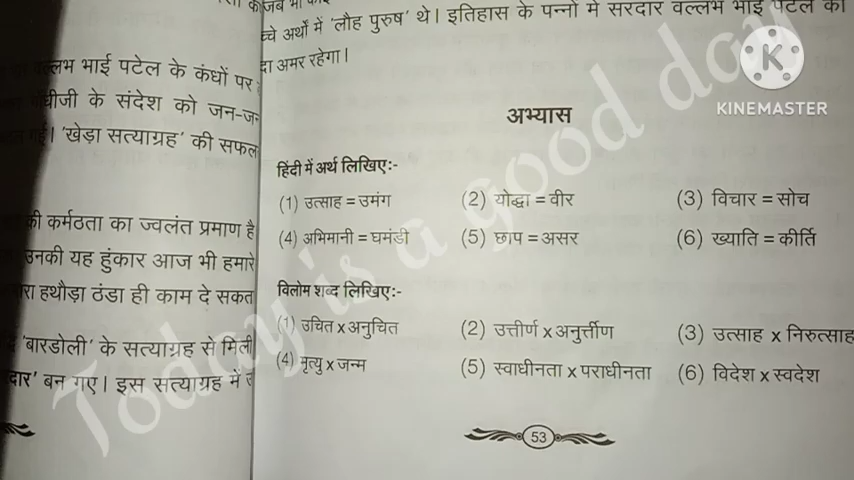 वल्लभ भाई पटेल के कंधों पर
गाँधीजी के संदेश को जन-जन
'खेड़ा सत्याग्रह' की सफल
की कर्मठता का ज्वलंत प्रमाण है
उनकी यह हुंकार आज भी हमारे
हथौड़ा ठंडा ही काम दे सकत
'बारडोली' के सत्याग्रह से मिली
बन गए। इस सत्याग्रह में
अर्थों में 'लौह पुरुष' थे। इतिहास के पन्नों में सरदार वल्लभ भाई पटेल का
अमर रहेगा।
अभ्यास
हिंदी में अर्थ लिखिए:-
(1) उत्साह = उमंग (2) योद्धा = वीर (3) विचार = सोच
(4) अभिमानी = घमंडी (5) छाप = असर (6) ख्याति = कीर्ति
विलोम शब्द लिखिए:-
(1) उचित x अनुचित (2) उत्तीर्ण x अनुर्त्तीण (3) उत्साह x निरुत्साह
(4) मृत्यु x जन्म (5) स्वाधीनता x पराधीनता (6) विदेश x स्वदेश
53
Today is a good day
K
KINEMASTER